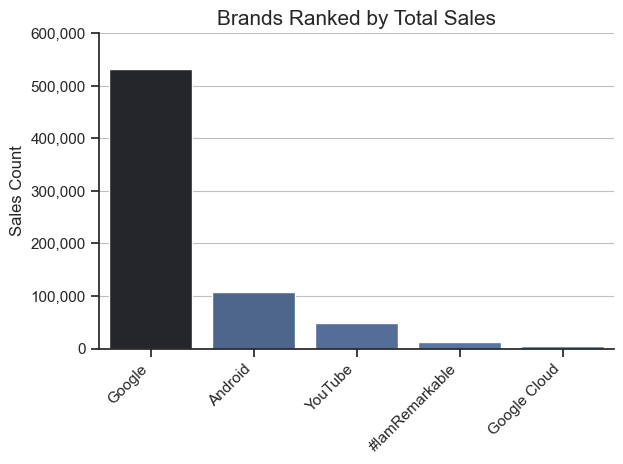 Brands Ranked by Total Sales
600,000
500,000
400,000
300,000
200,000
100,000
0
Sales Count
Google
Android
YouTube
#IamRemarkable
Google Cloud